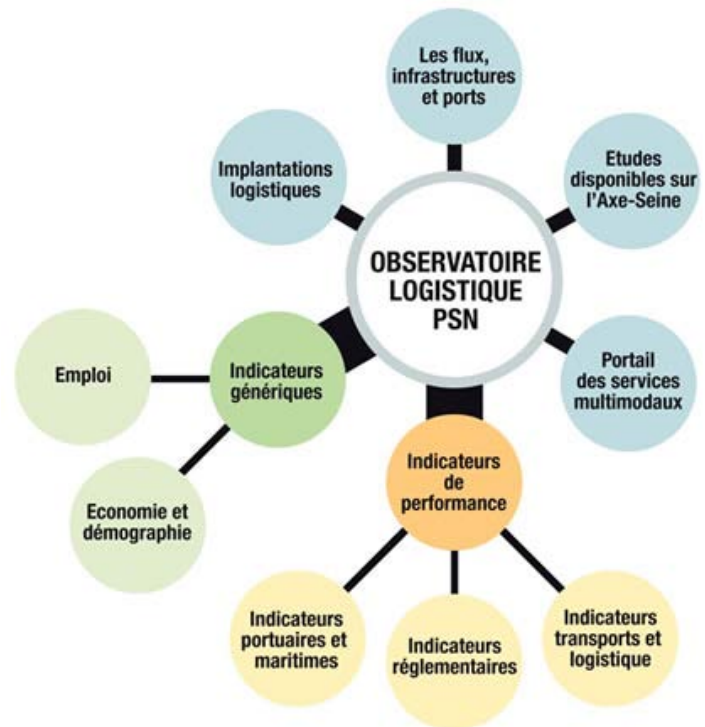 Les flux,
infrastructures
et ports
Implantations
logistiques
Etudes
disponibles sur
l'Axe-Seine
OBSERVATOIRE
LOGISTIQUE
PSN
Emploi
Indicateurs
génériques
Portail
des services
multimodaux
Indicateurs
de
performance
Economie et
démographie
Indicateurs
portuaires et
maritimes
Indicateurs
réglementaires
Indicateurs
transports et
logistique